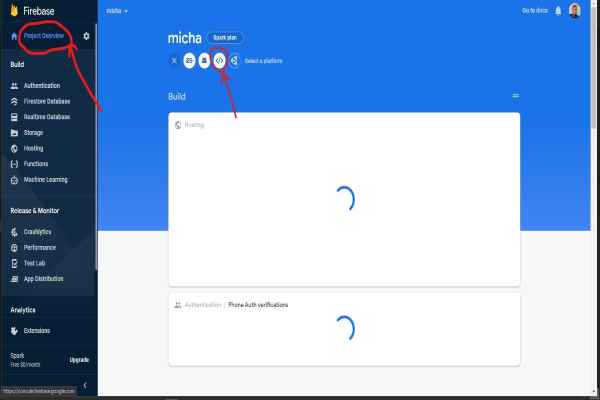 Firebase
micha
Go to docs
Project Overview
micha
Spark plan
Select a platform
Build
Authentication
Firestore Database
Realtime Database
Storage
Hosting
Functions
Machine Learning
Build
Hosting
Release & Monitor
Crashlytics
Performance
Test Lab
App Distribution
Authentication | Phone Auth verifications
Analytics
Extensions
Spark
Free $0/month
Upgrade
https://console.firebase.google.com